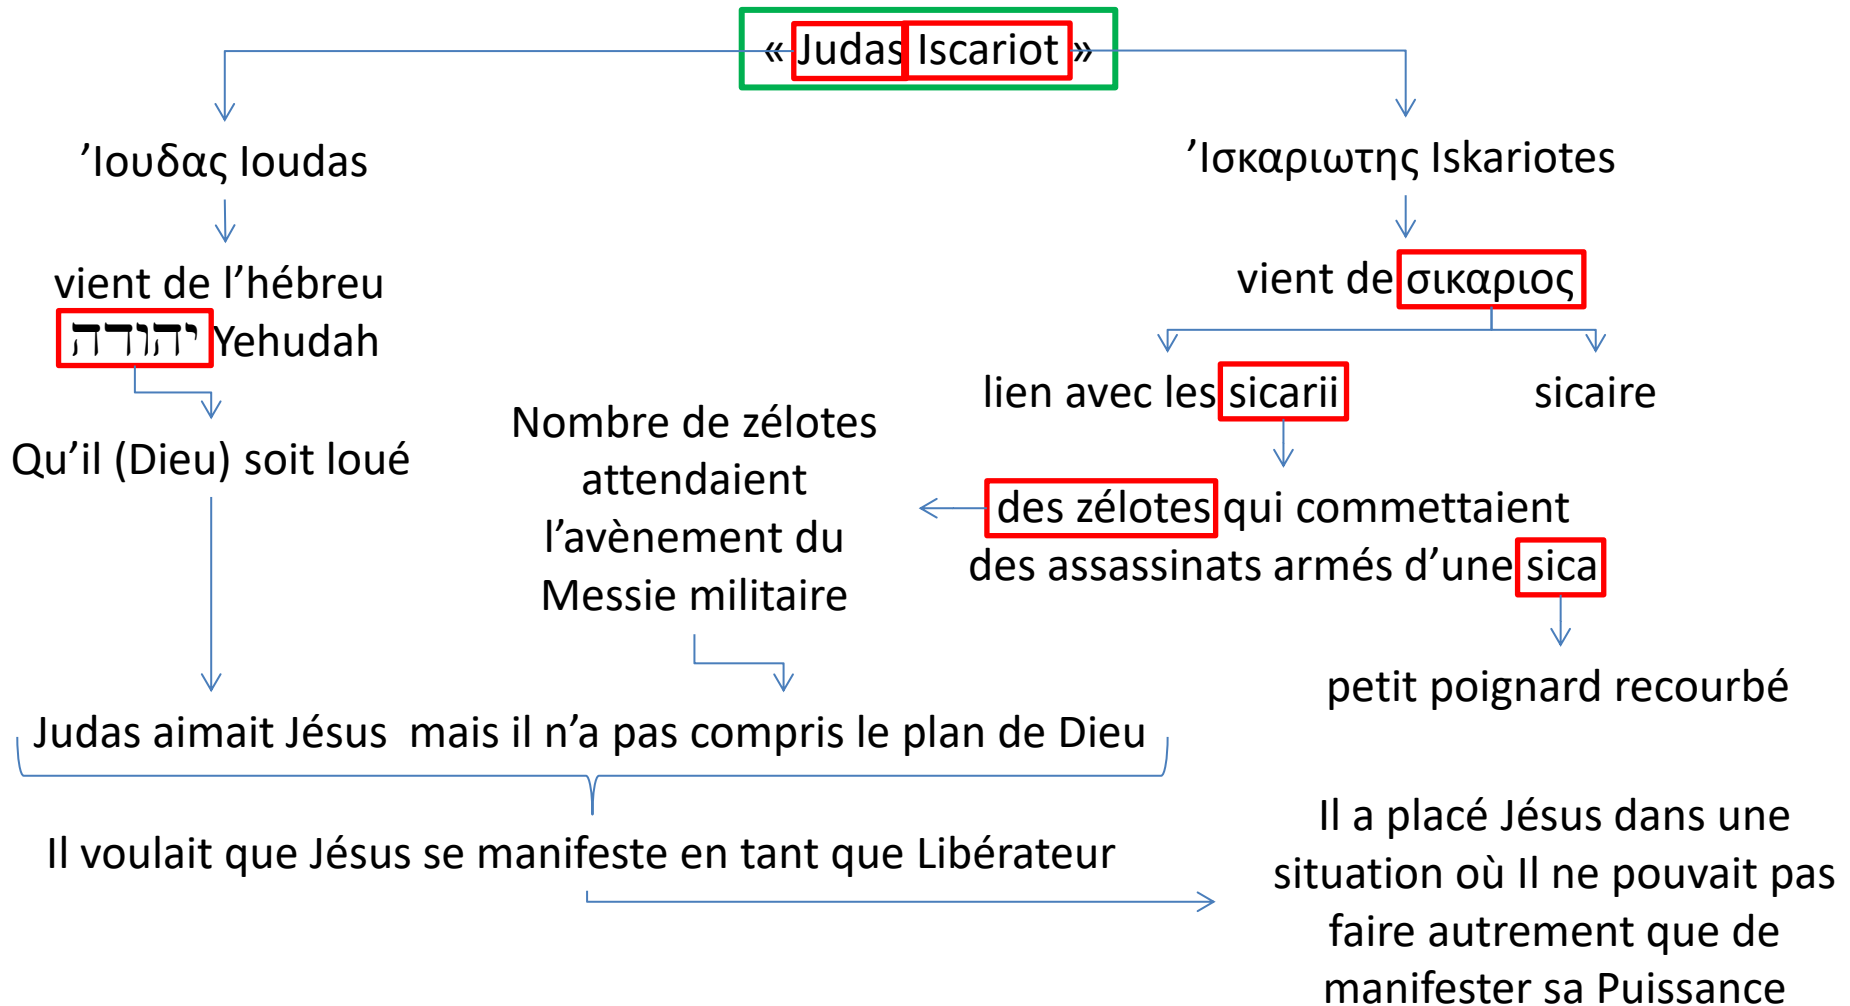 « Judas Iscariot »
’Ιουδας Ioudas
vient de l’hébreu
יהודה Yehudah
Qu’il (Dieu) soit loué
’Ισκαριωτης Iskariotes
vient de σικαριος
lien avec les sicarii
sicaire
des zélotes qui commettaient
des assassinats armés d’une sica
petit poignard recourbé
Nombre de zélotes
attendaient
l’avènement du
Messie militaire
Judas aimait Jésus mais il n’a pas compris le plan de Dieu
Il voulait que Jésus se manifeste en tant que Libérateur
Il a placé Jésus dans une
situation où Il ne pouvait pas
faire autrement que de
manifester sa Puissance